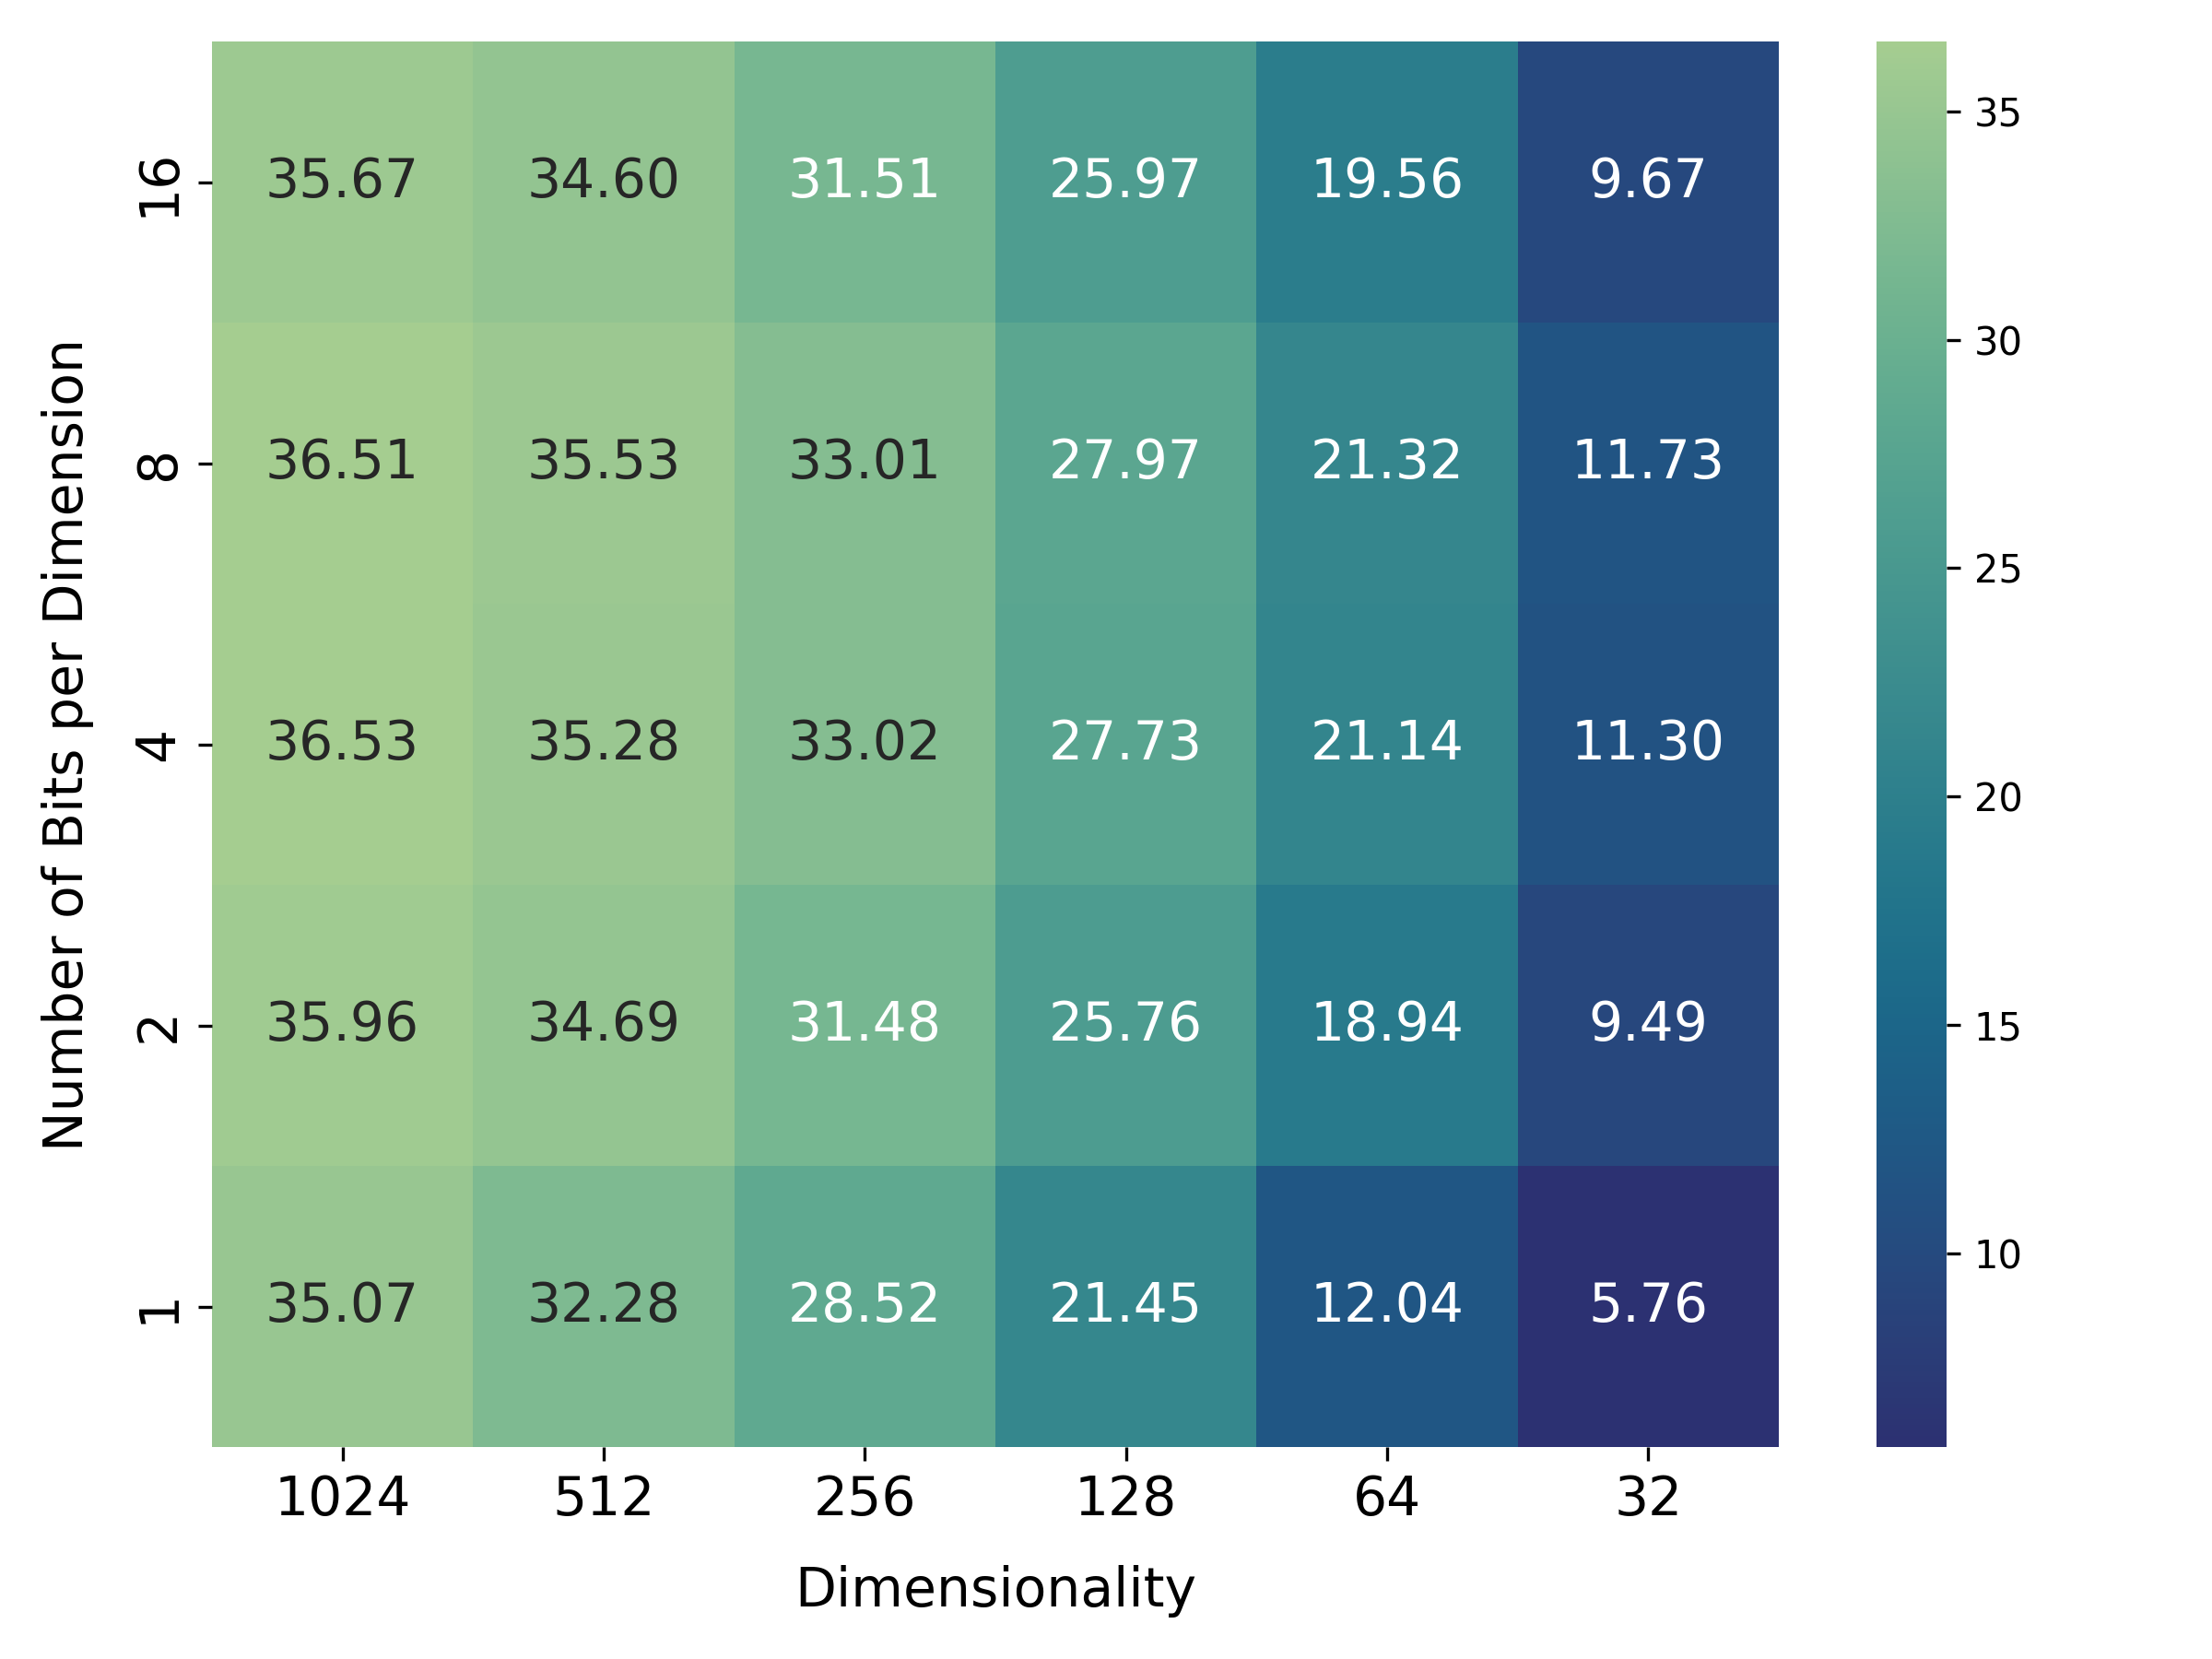 16 35.67 34.60 31.51 25.97 19.56 9.67
8 36.51 35.53 33.01 27.97 21.32 11.73
4 36.53 35.28 33.02 27.73 21.14 11.30
2 35.96 34.69 31.48 25.76 18.94 9.49
1 35.07 32.28 28.52 21.45 12.04 5.76
1024 512 256 128 64 32
Dimensionality
Number of Bits per Dimension
35
30
25
20
15
10